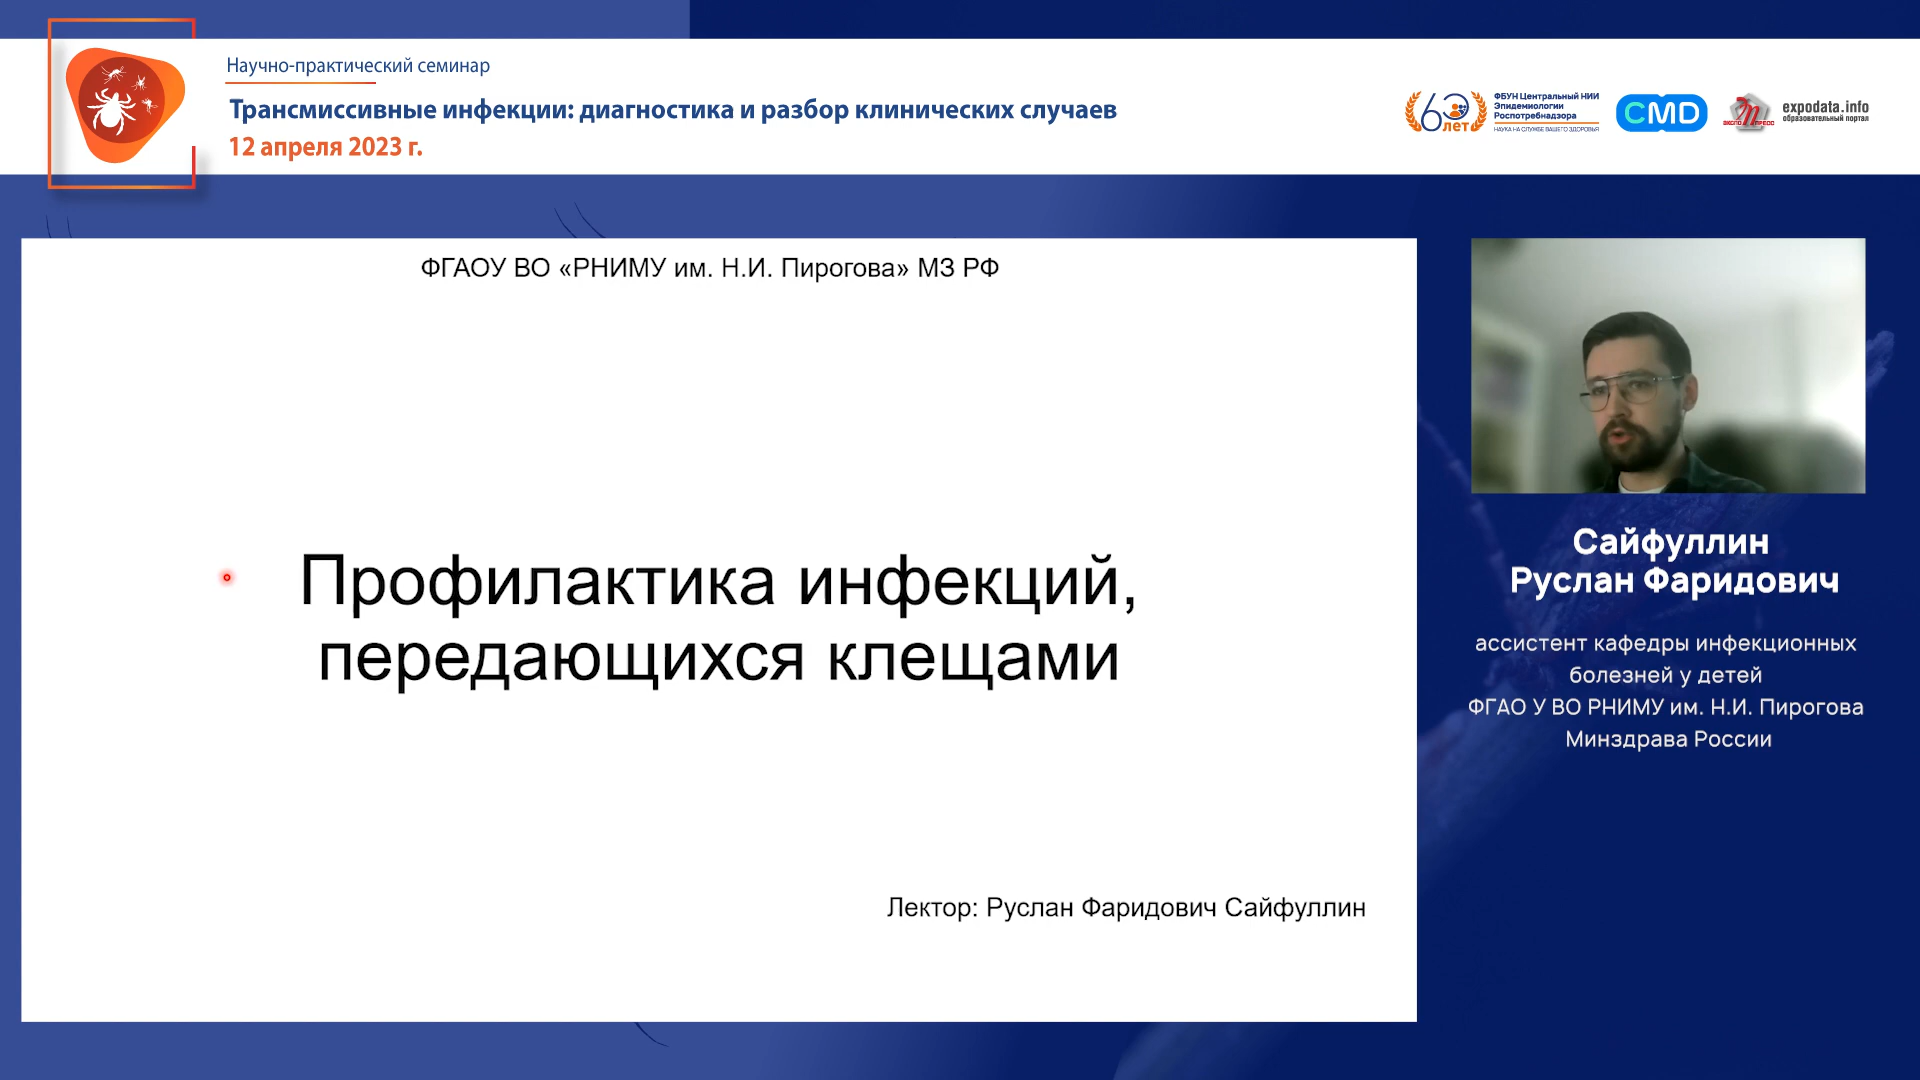 Научно-практический семинар
Трансмиссивные инфекции: диагностика и разбор клинических случаев
12 апреля 2023 г.
60 лет
ФБУН Центральный НИИ
Эпидемиологии
Роспотребнадзора
НАУКА НА СЛУЖБЕ ВАШЕГО ЗДОРОВЬЯ
CMD
ЭКСПО ПРЕСС
expodata.info
образовательный портал
ФГАОУ ВО «РНИМУ им. Н.И. Пирогова» МЗ РФ
Профилактика инфекций,
передающихся клещами
Лектор: Руслан Фаридович Сайфуллин
Сайфуллин
Руслан Фаридович
ассистент кафедры инфекционных
болезней у детей
ФГАО У ВО РНИМУ им. Н.И. Пирогова
Минздрава России